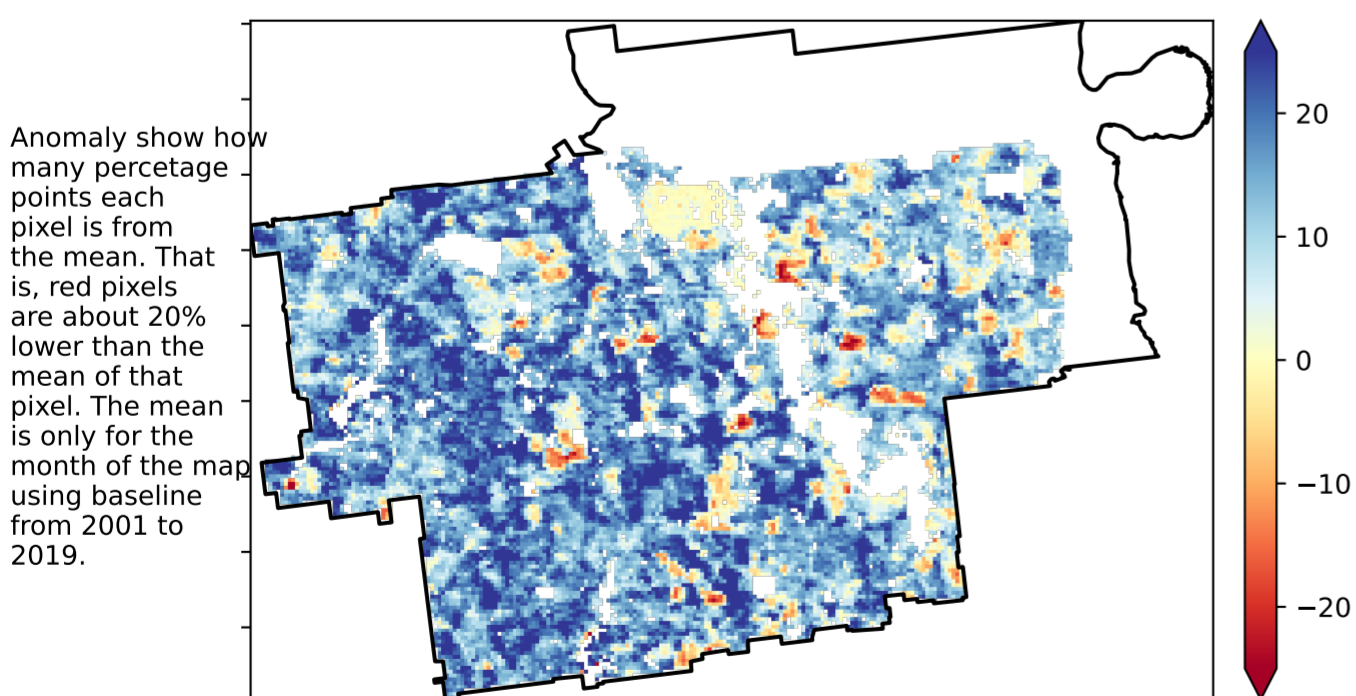 Anomaly show how
many percetage
points each
pixel is from
the mean. That
is, red pixels
are about 20%
lower than the
mean of that
pixel. The mean
is only for the
month of the map
using baseline
from 2001 to
2019.
20
10
0
−10
−20